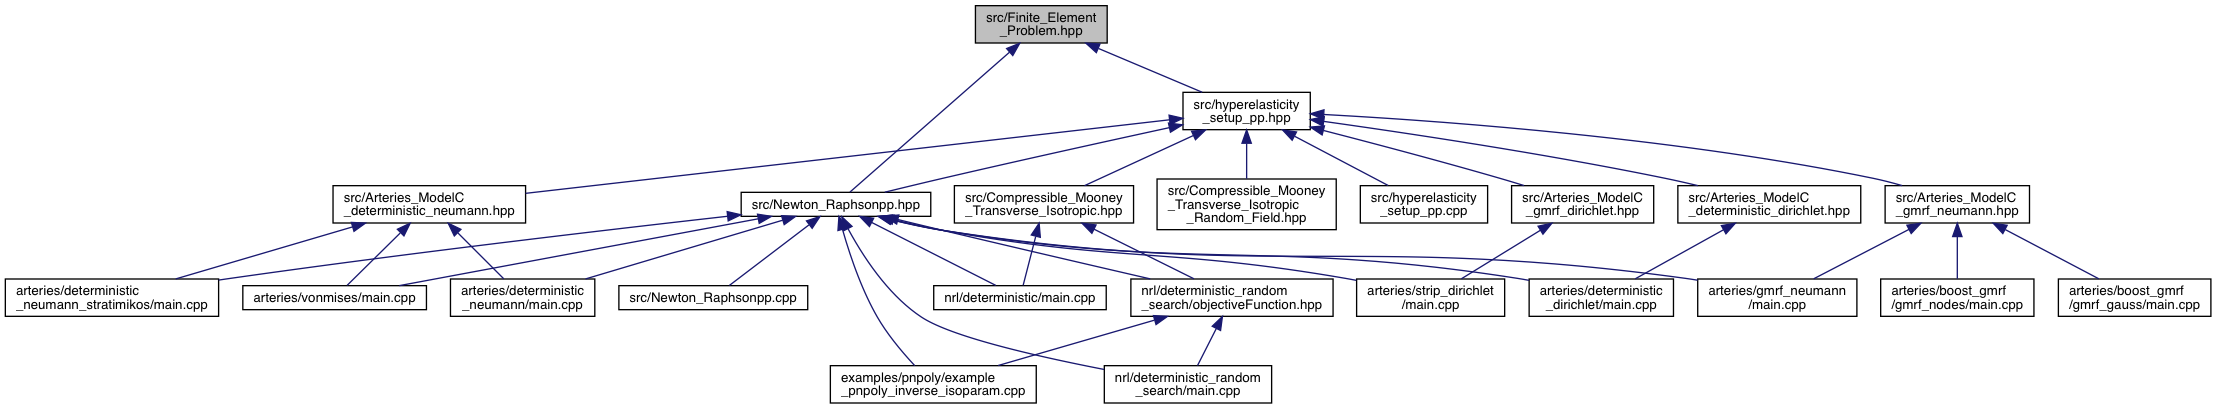 src/Finite_Element
_Problem.hpp
src/hyperelasticity
_setup_pp.hpp
src/Arteries_ModelC
_deterministic_neumann.hpp
src/Newton_Raphsonpp.hpp
src/Compressible_Mooney
_Transverse_Isotropic.hpp
src/Compressible_Mooney
_Transverse_Isotropic
_Random_Field.hpp
src/hyperelasticity
_setup_pp.cpp
src/Arteries_ModelC
_gmrf_dirichlet.hpp
src/Arteries_ModelC
_deterministic_dirichlet.hpp
src/Arteries_ModelC
_gmrf_neumann.hpp
arteries/deterministic
_neumann_stratimikos/main.cpp
arteries/vonmises/main.cpp
arteries/deterministic
_neumann/main.cpp
src/Newton_Raphsonpp.cpp
nrl/deterministic/main.cpp
nrl/deterministic_random
_search/objectiveFunction.hpp
arteries/strip_dirichlet
/main.cpp
arteries/deterministic
_dirichlet/main.cpp
arteries/gmrf_neumann
/main.cpp
arteries/boost_gmrf
/gmrf_nodes/main.cpp
arteries/boost_gmrf
/gmrf_gauss/main.cpp
examples/pnpoly/example
_pnpoly_inverse_isoparam.cpp
nrl/deterministic_random
_search/main.cpp